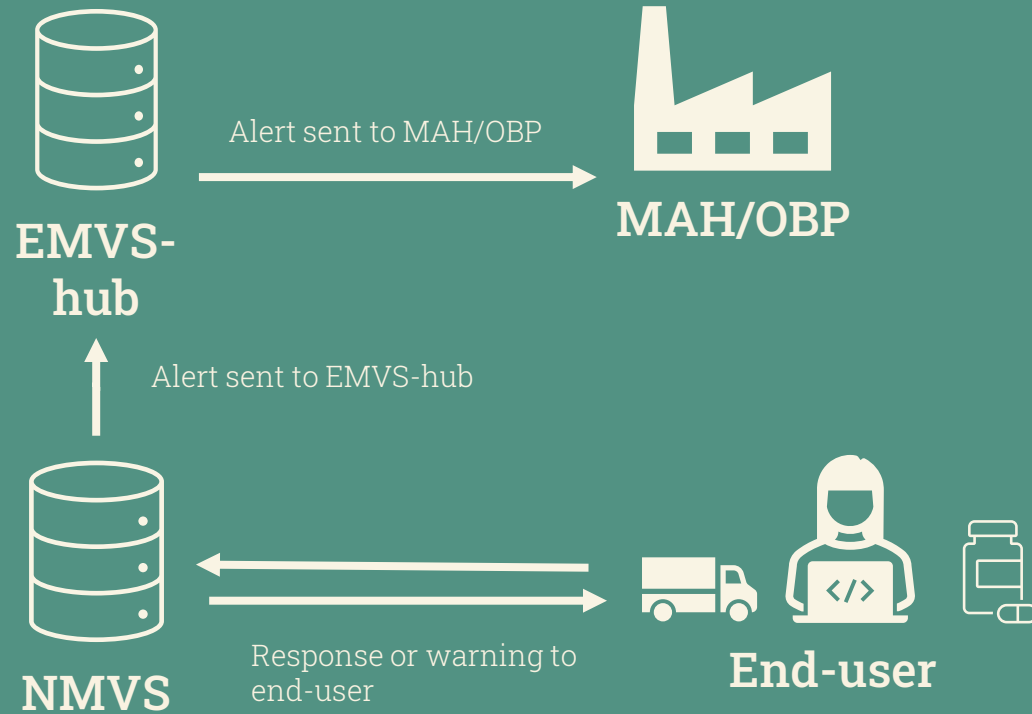 Alert sent to MAH/OBP
EMVS-
hub
MAH/OBP
Alert sent to EMVS-hub
</>
Response or warning to
end-user
NMVS
End-user